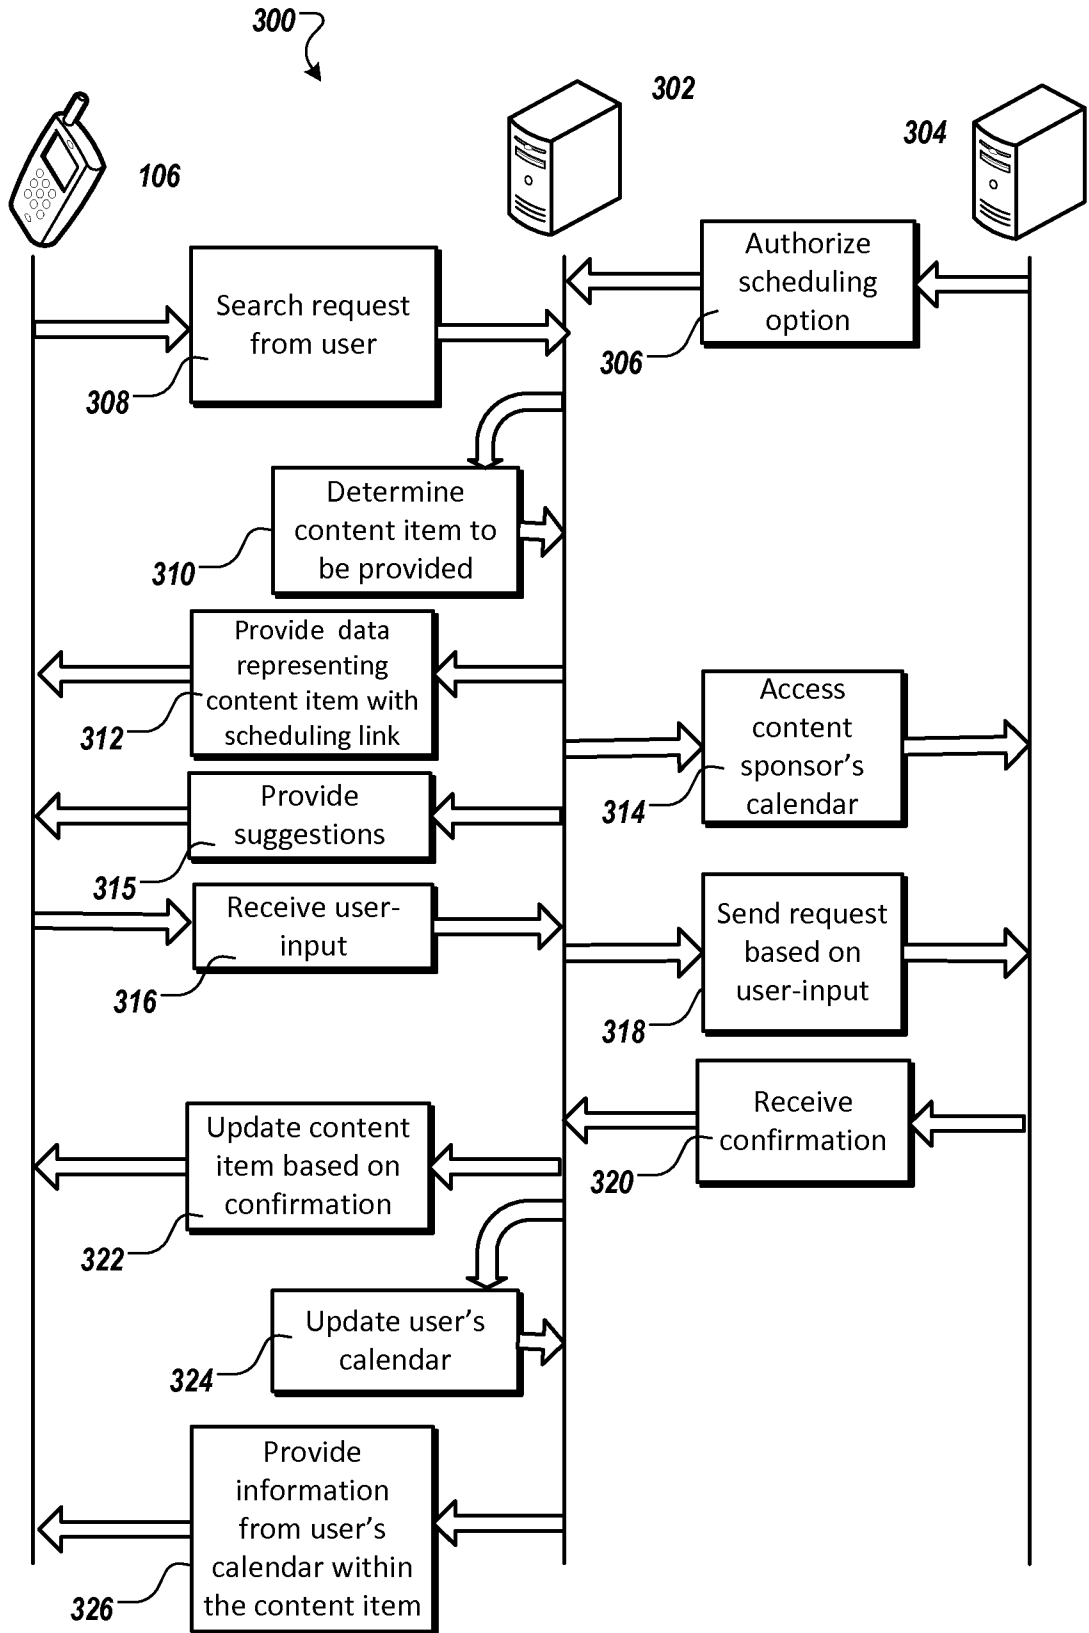 300
302
304
106
Authorize
scheduling
option
306
Search request
from user
308
Determine
content item to
be provided
310
Provide data
representing
content item with
scheduling link
312
Access
content
sponsor's
calendar
314
Provide
suggestions
315
Receive user-
input
316
Send request
based on
user-input
318
Receive
confirmation
320
Update content
item based on
confirmation
322
Update user's
calendar
324
Provide
information
from user's
calendar within
the content item
326